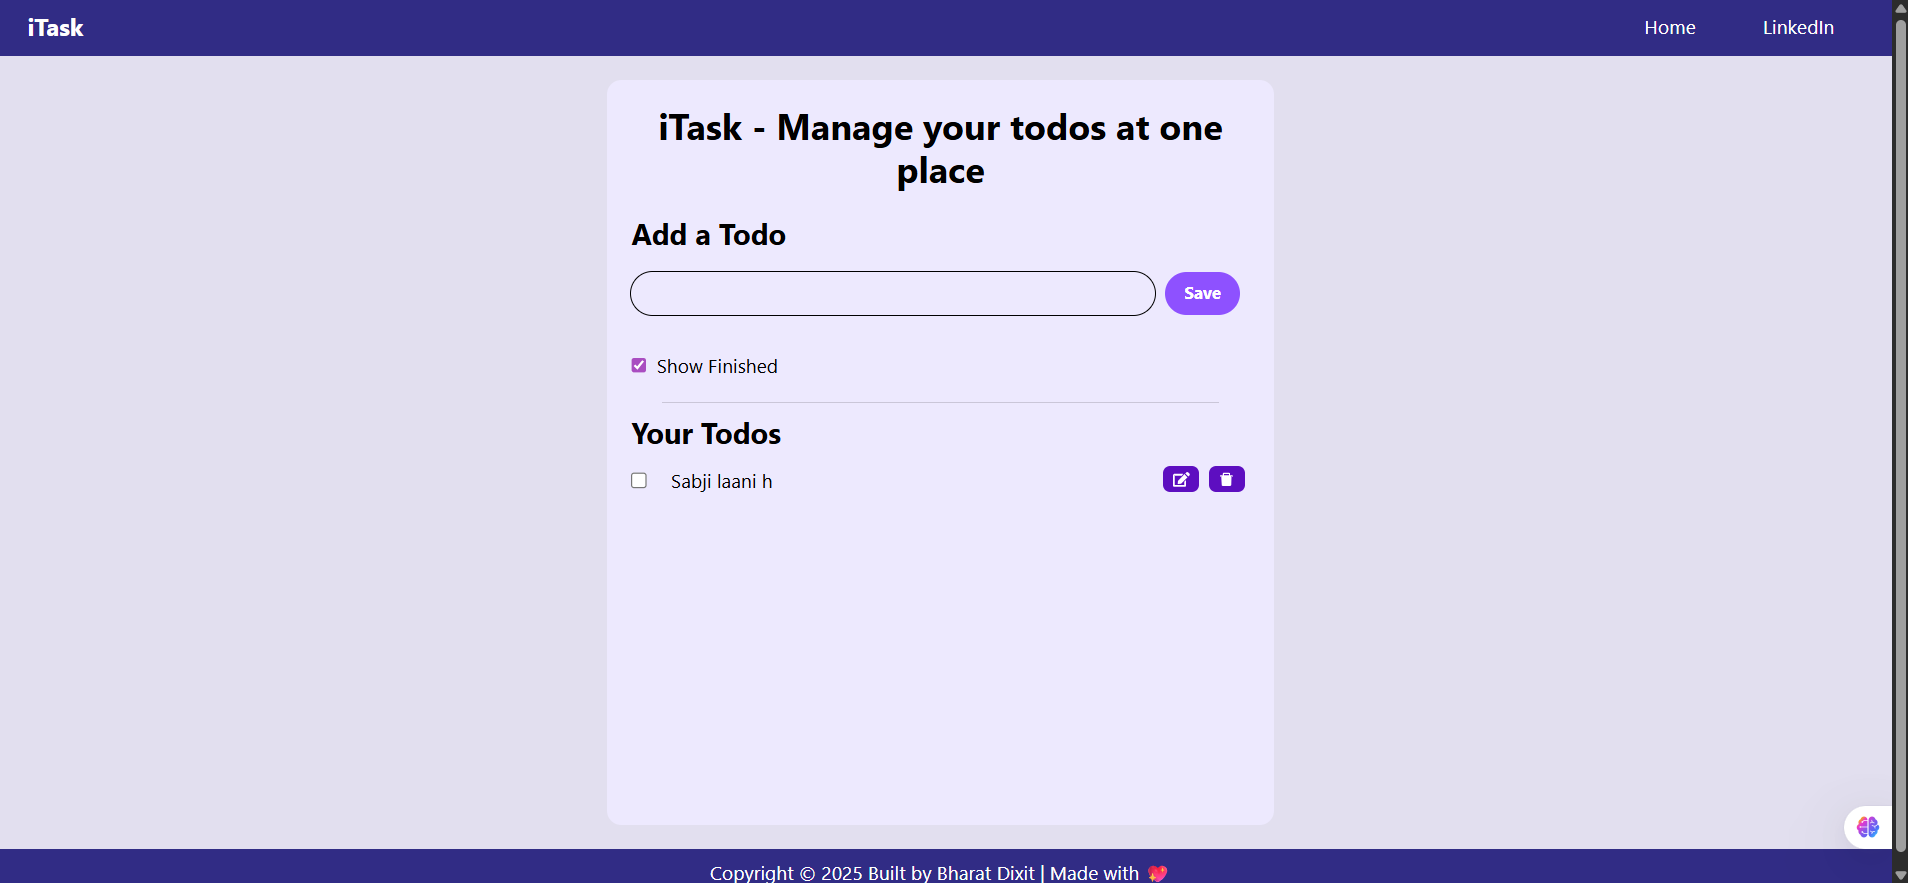 iTask
Home
LinkedIn
iTask - Manage your todos at one
place
Add a Todo
Save
Show Finished
Your Todos
Sabji laani h
Copyright © 2025 Built by Bharat Dixit | Made with 💖